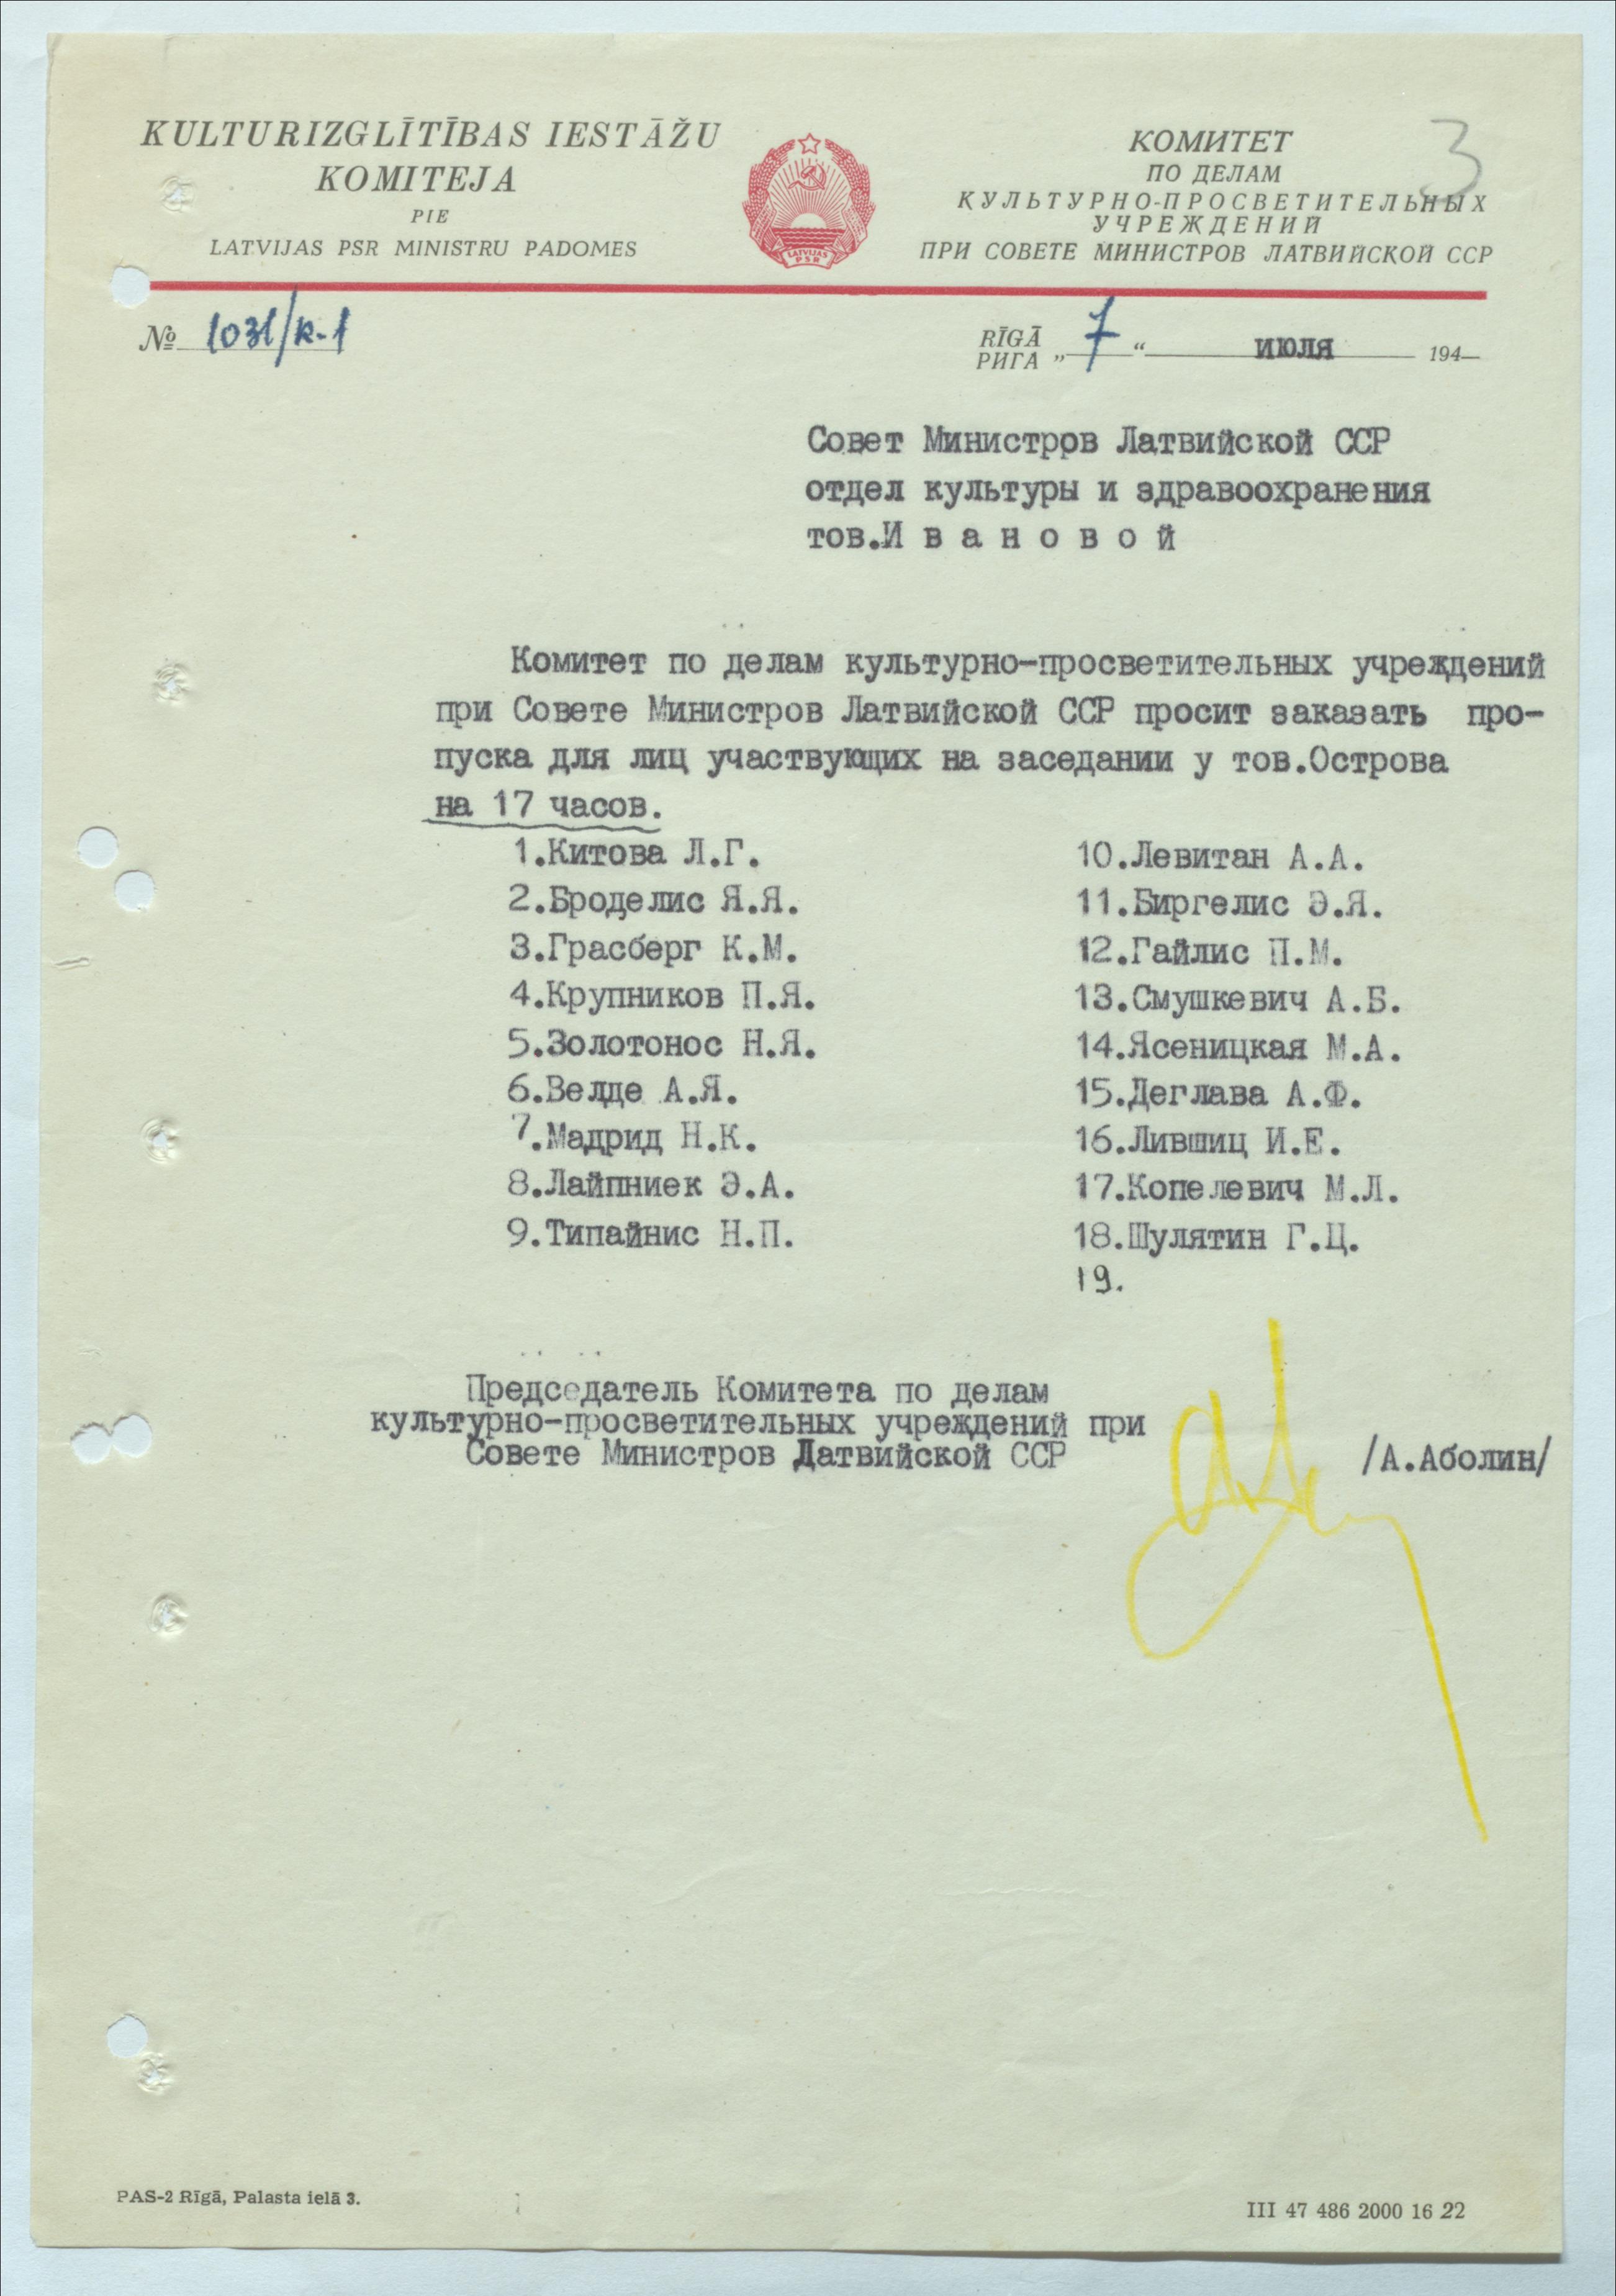 KULTURIZGLĪTĪBAS IESTĀŽU
KOMITEJA
PIE
LATVIJAS PSR MINISTRU PADOMES
LATVIJAS
PSR
КОМИТЕТ
ПО ДЕЛАМ
КУЛЬТУРНО-ПРОСВЕТИТЕЛЬНЫХ
УЧРЕЖДЕНИЙ
ПРИ СОВЕТЕ МИНИСТРОВ ЛАТВИЙСКОЙ ССР
3
№ 1031/к-1
RĪGĀ
РИГА „ 7 “ июля 194
Совет Министров Латвийской ССР
отдел культуры и здравоохранения
тов.И в а н о в о й
Комитет по делам культурно-просветительных учреждений
при Совете Министров Латвийской ССР просит заказать про-
пуска для лиц участвующих на заседании у тов.Острова
на 17 часов.
1.Китова Л.Г.
2.Броделис Я.Я.
3.Грасберг К.М.
4.Крупников П.Я.
5.Золотонос Н.Я.
6.Велде А.Я.
7.Мадрид Н.К.
8.Лайпниек Э.А.
9.Типайнис Н.П.
10.Левитан А.А.
11.Биргелис Э.Я.
12.Гайлис П.М.
13.Смушкевич А.Б.
14.Ясеницкая М.А.
15.Деглава А.Ф.
16.Лившиц И.Е.
17.Копелевич М.Л.
18.Шулятин Г.Ц.
19.
Председатель Комитета по делам
культурно-просветительных учреждений при
Совете Министров Датвийской ССР
/А.Аболин/
PAS-2 Rīgā, Palasta ielā 3.
III 47 486 2000 16 22